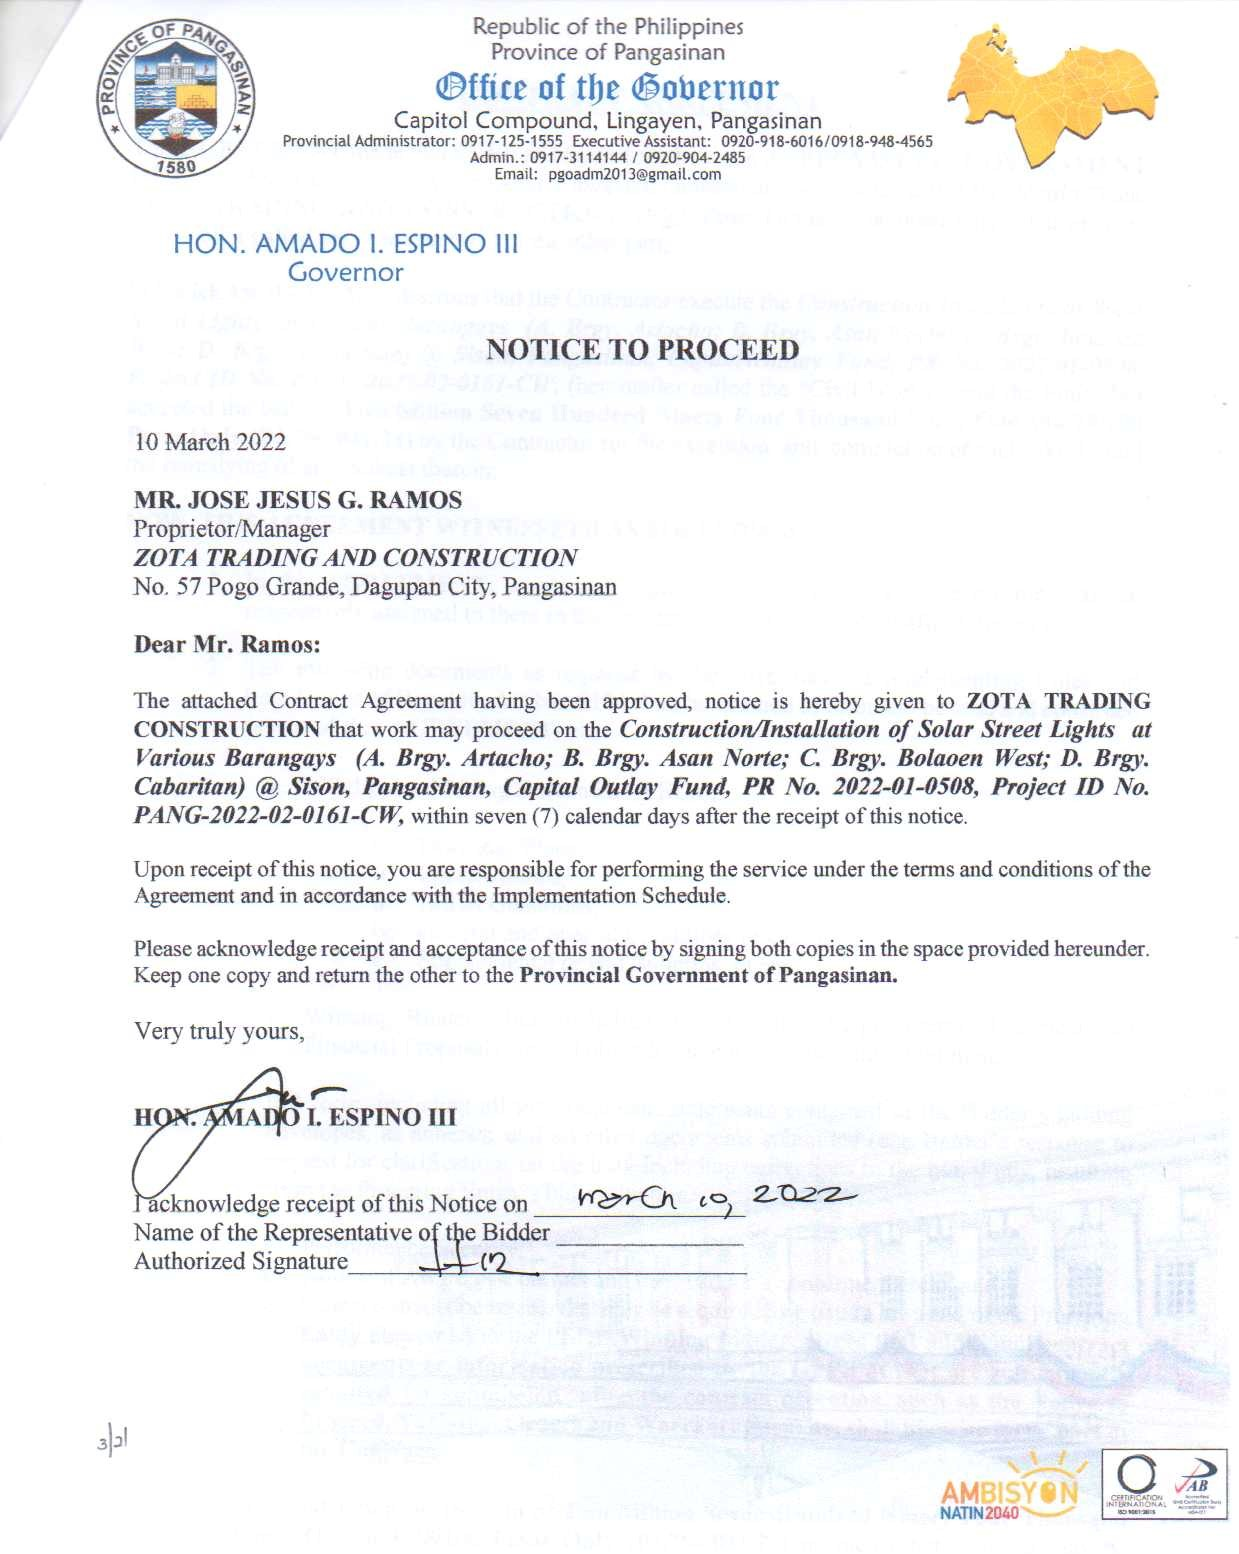 PROVINCE OF PANGASINAN
1580
Republic of the Philippines
Province of Pangasinan
Office of the Governor
Capitol Compound, Lingayen, Pangasinan
Provincial Administrator: 0917-125-1555 Executive Assistant: 0920-918-6016/0918-948-4565
Admin.: 0917-3114144 / 0920-904-2485
Email: pgoadm2013@gmail.com
HON. AMADO I. ESPINO III
Governor
NOTICE TO PROCEED
10 March 2022
MR. JOSE JESUS G. RAMOS
Proprietor/Manager
ZOTA TRADING AND CONSTRUCTION
No. 57 Pogo Grande, Dagupan City, Pangasinan
Dear Mr. Ramos:
The attached Contract Agreement having been approved, notice is hereby given to ZOTA TRADING
CONSTRUCTION that work may proceed on the Construction/Installation of Solar Street Lights at
Various Barangays (A. Brgy. Artacho; B. Brgy. Asan Norte; C. Brgy. Bolaoen West; D. Brgy.
Cabaritan) @ Sison, Pangasinan, Capital Outlay Fund, PR No. 2022-01-0508, Project ID No.
PANG-2022-02-0161-CW, within seven (7) calendar days after the receipt of this notice.
Upon receipt of this notice, you are responsible for performing the service under the terms and conditions of the
Agreement and in accordance with the Implementation Schedule.
Please acknowledge receipt and acceptance of this notice by signing both copies in the space provided hereunder.
Keep one copy and return the other to the Provincial Government of Pangasinan.
Very truly yours,
HON. AMADO I. ESPINO III
I acknowledge receipt of this Notice on March 10, 2022
Name of the Representative of the Bidder
Authorized Signature
3/21
AMBISYON
NATIN 2040
CERTIFICATION
INTERNATIONAL
ISO 9001:2015
AB